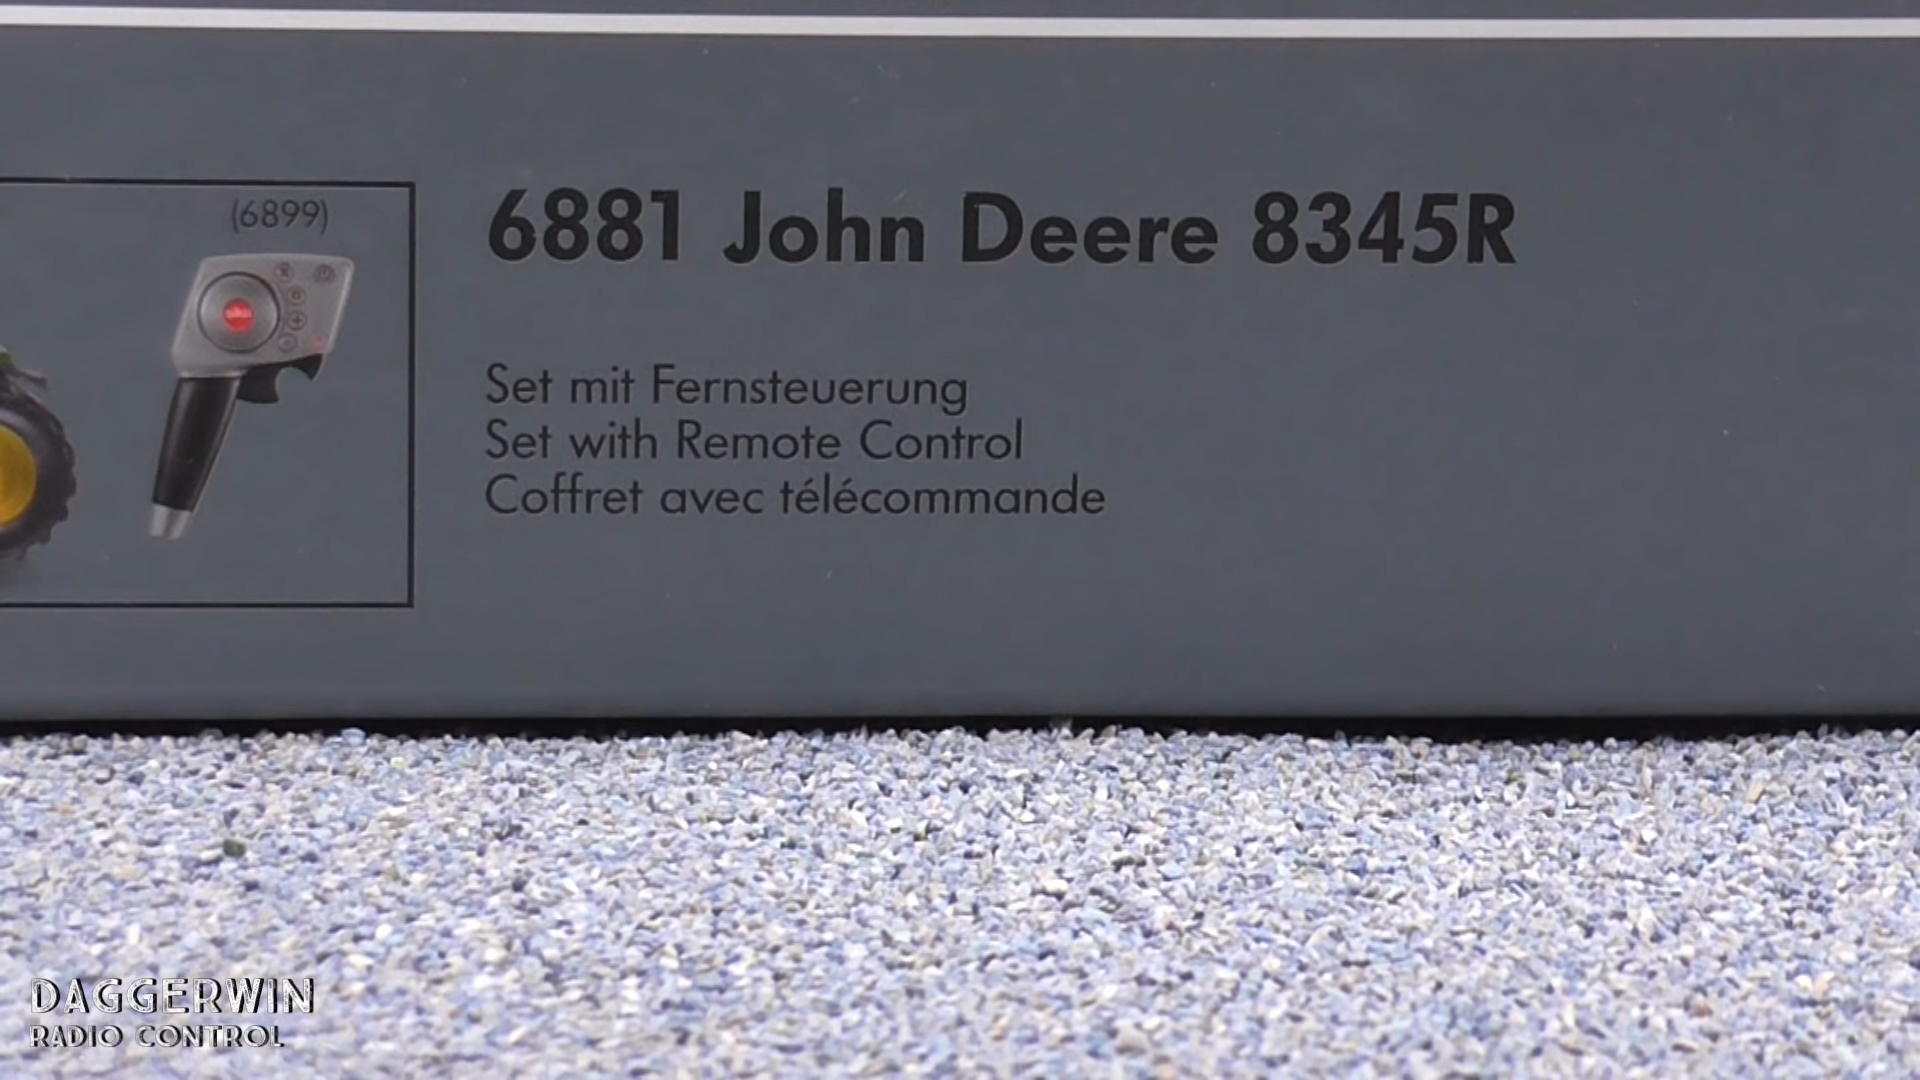 (6899)
6881 John Deere 8345R
Set mit Fernsteuerung
Set with Remote Control
Coffret avec télécommande
DAGGERWIN
RADIO CONTROL